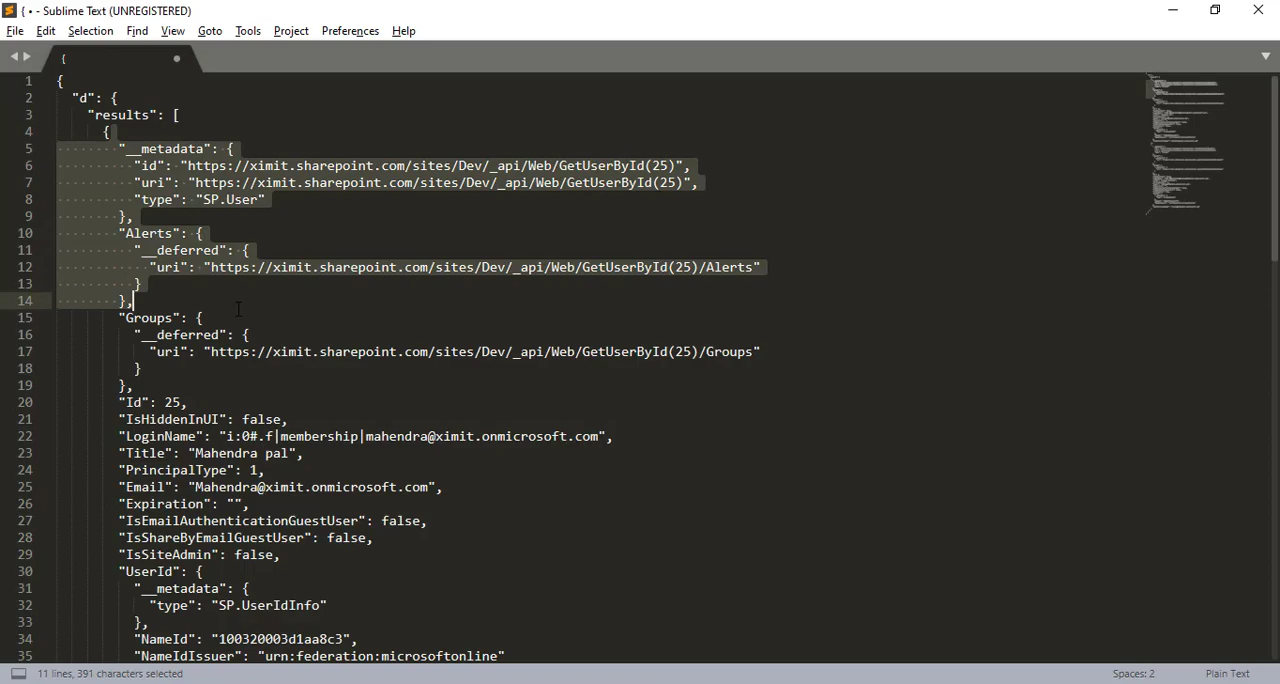 { • - Sublime Text (UNREGISTERED)
File Edit Selection Find View Goto Tools Project Preferences Help
{
1 {
2 "d": {
3 "results": [
4 {
5 "__metadata": {
6 "id": "https://ximit.sharepoint.com/sites/Dev/_api/Web/GetUserById(25)",
7 "uri": "https://ximit.sharepoint.com/sites/Dev/_api/Web/GetUserById(25)",
8 "type": "SP.User"
9 },
10 "Alerts": {
11 "__deferred": {
12 "uri": "https://ximit.sharepoint.com/sites/Dev/_api/Web/GetUserById(25)/Alerts"
13 }
14 },
15 "Groups": {
16 "__deferred": {
17 "uri": "https://ximit.sharepoint.com/sites/Dev/_api/Web/GetUserById(25)/Groups"
18 }
19 },
20 "Id": 25,
21 "IsHiddenInUI": false,
22 "LoginName": "i:0#.f|membership|mahendra@ximit.onmicrosoft.com",
23 "Title": "Mahendra pal",
24 "PrincipalType": 1,
25 "Email": "Mahendra@ximit.onmicrosoft.com",
26 "Expiration": "",
27 "IsEmailAuthenticationGuestUser": false,
28 "IsShareByEmailGuestUser": false,
29 "IsSiteAdmin": false,
30 "UserId": {
31 "__metadata": {
32 "type": "SP.UserIdInfo"
33 },
34 "NameId": "100320003d1aa8c3",
35 "NameIdIssuer": "urn:federation:microsoftonline"
11 lines, 391 characters selected Spaces: 2 Plain Text